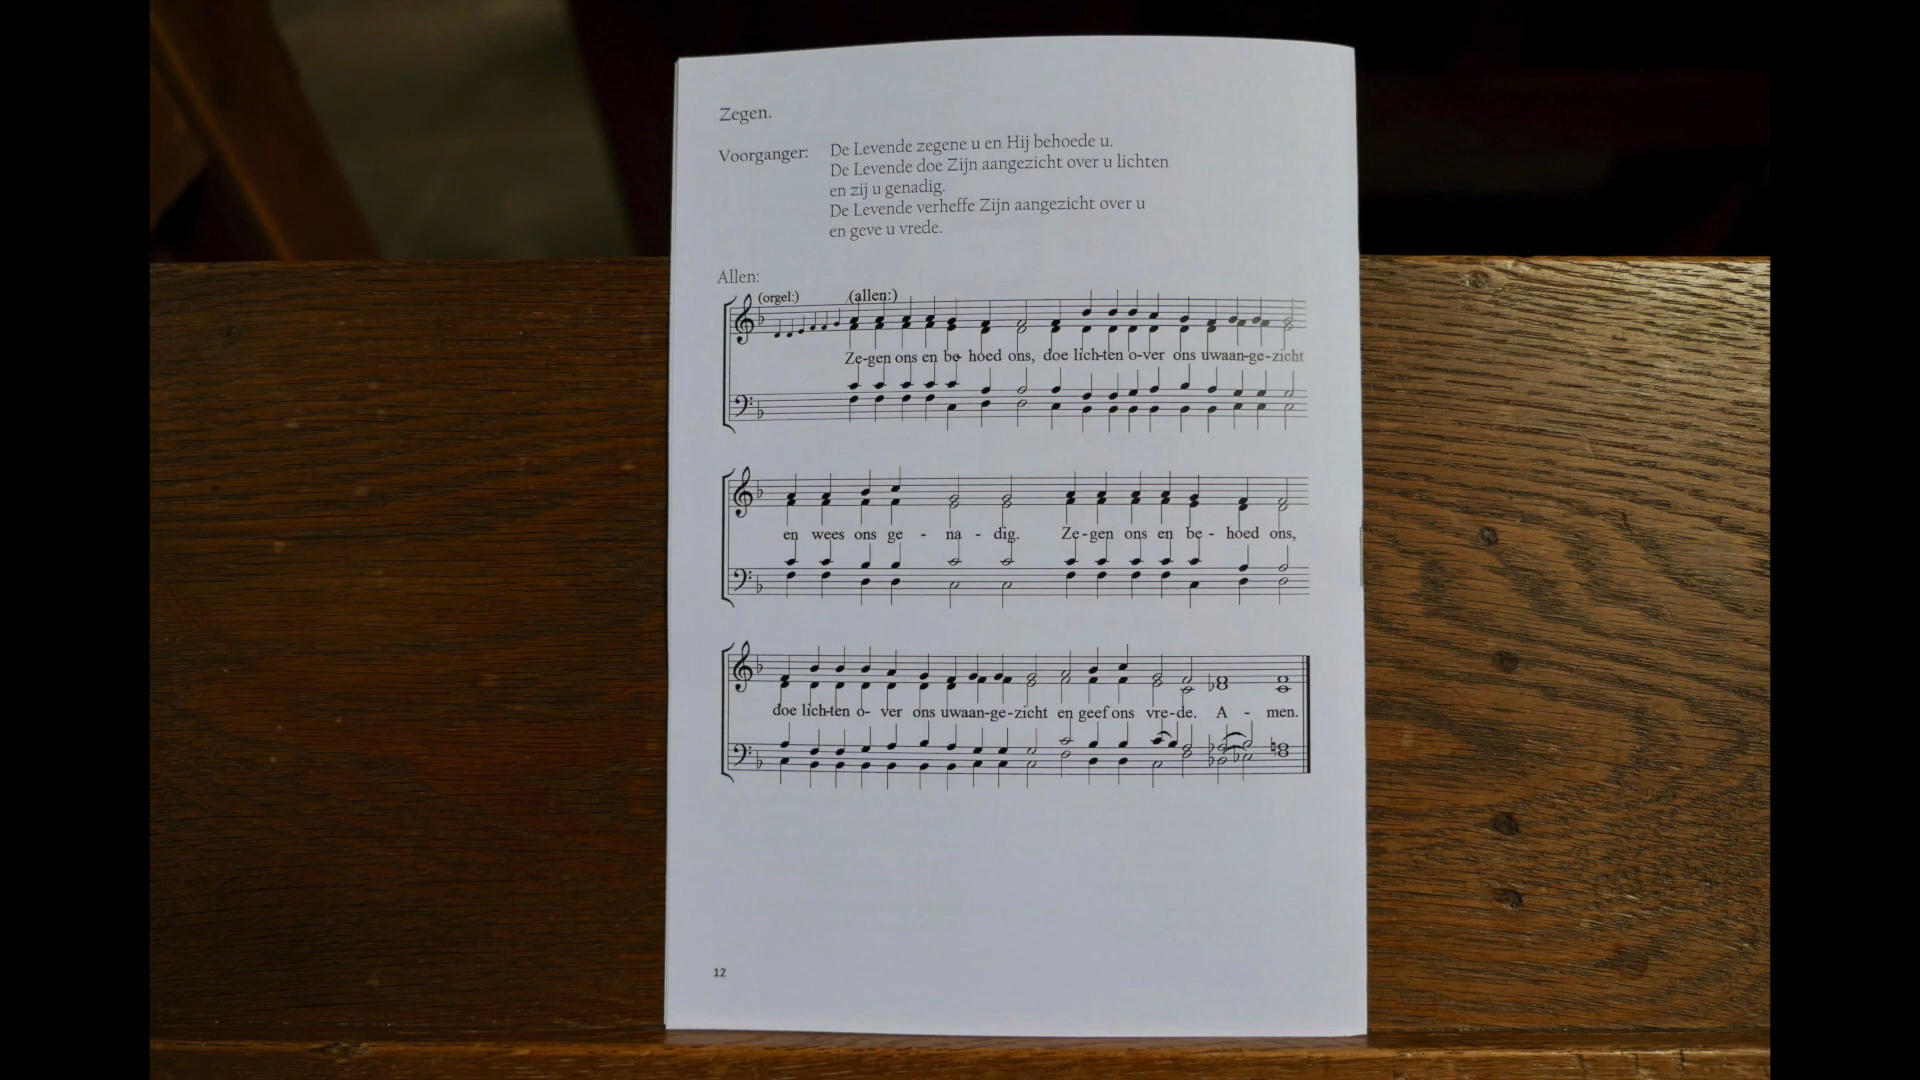 Zegen.
Voorganger: De Levende zegene u en Hij behoede u.
De Levende doe Zijn aangezicht over u lichten
en zij u genadig.
De Levende verheffe Zijn aangezicht over u
en geve u vrede.
Allen:
(orgel:) (allen:)
Ze-gen ons en be- hoed ons, doe lich-ten o-ver ons uwaan-ge-zicht
en wees ons ge - na - dig. Ze-gen ons en be - hoed ons,
doe lich-ten o- ver ons uwaan-ge-zicht en geef ons vre-de. A - men.
12